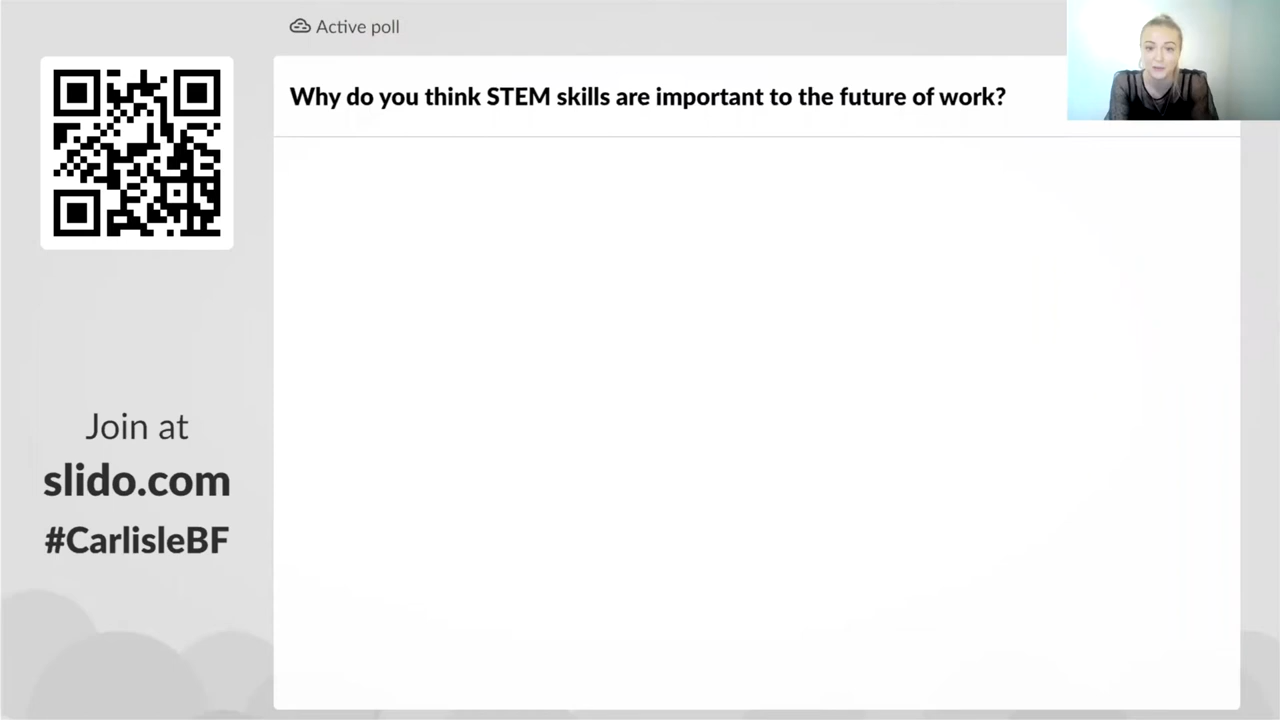 Active poll
Why do you think STEM skills are important to the future of work?
Join at
slido.com
#CarlisleBF